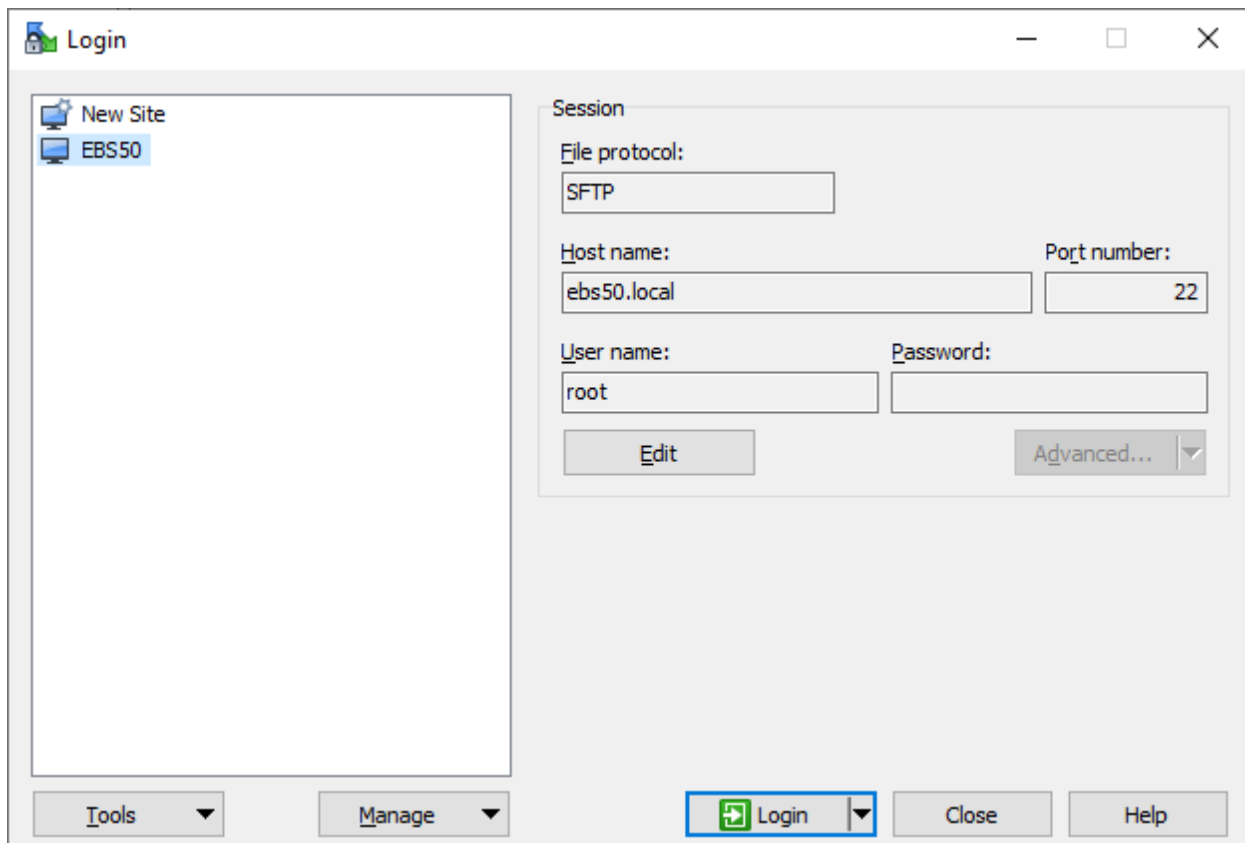 Login
New Site
EBS50
Session
File protocol:
SFTP
Host name:
Port number:
ebs50.local
22
User name:
Password:
root
Edit
Advanced...
Tools
Manage
Login
Close
Help